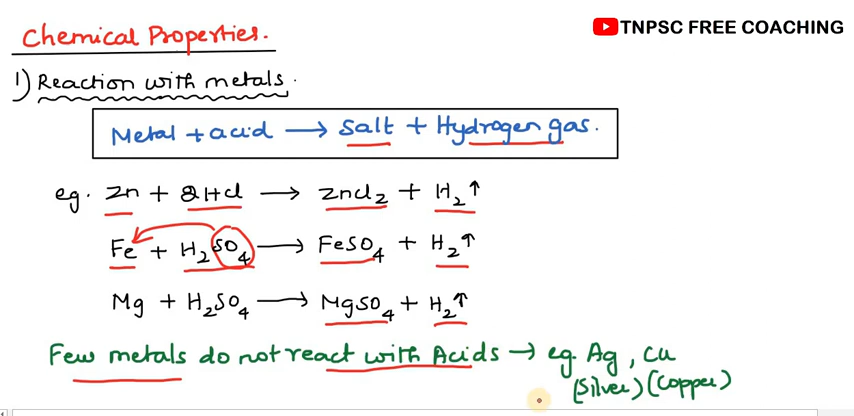 Chemical Properties.
TNPSC FREE COACHING
1) Reaction with metals.
Metal + acid → Salt + Hydrogen gas.
eg. Zn + 2HCl → ZnCl₂ + H₂↑
Fe + H₂SO₄ → FeSO₄ + H₂↑
Mg + H₂SO₄ → MgSO₄ + H₂↑
Few metals do not react with Acids → eg. Ag, Cu
(Silver) (Copper)